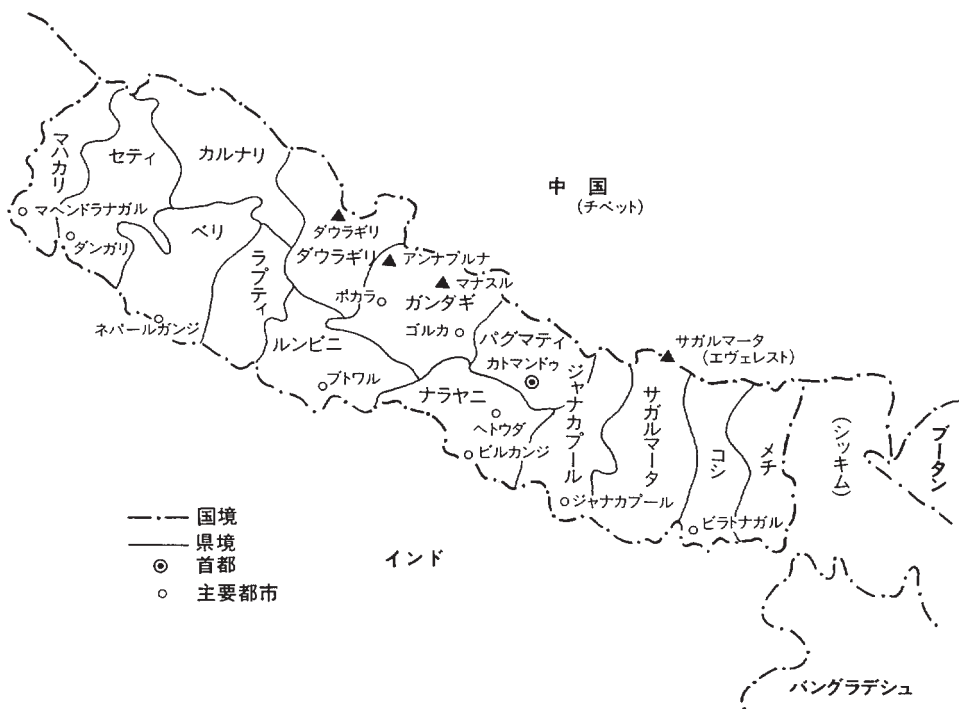 マハカリ
セティ
カルナリ
マヘンドラナガル
ダンガリ
ベリ
ラプティ
ネパールガンジ
ダウラギリ
ダウラギリ
アンナプルナ
マナスル
ポカラ
ガンダギ
ゴルカ
ルンビニ
ブトワル
パグマティ
カトマンドゥ
ナラヤニ
ヘトウダ
ビルカンジ
ジャナカプール
ジャナカプール
サガルマータ
サガルマータ
(エヴェレスト)
コシ
メチ
ビラトナガル
(シッキム)
ブータン
中 国
(チベット)
インド
バングラデシュ
国境
県境
首都
主要都市